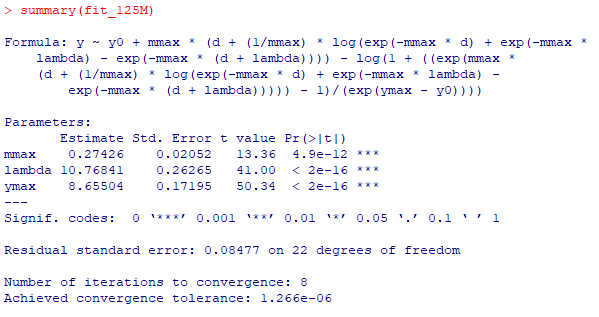 > summary(fit_125M)
Formula: y ~ y0 + mmax * (d + (1/mmax) * log(exp(-mmax * d) + exp(-mmax *
lambda) - exp(-mmax * (d + lambda)))) - log(1 + ((exp(mmax *
(d + (1/mmax) * log(exp(-mmax * d) + exp(-mmax * lambda) -
exp(-mmax * (d + lambda))))) - 1)/(exp(ymax - y0))))
Parameters:
Estimate Std. Error t value Pr(>|t|)
mmax 0.27426 0.02052 13.36 4.9e-12 ***
lambda 10.76841 0.26265 41.00 < 2e-16 ***
ymax 8.65504 0.17195 50.34 < 2e-16 ***
---
Signif. codes: 0 ‘***’ 0.001 ‘**’ 0.01 ‘*’ 0.05 ‘.’ 0.1 ‘ ’ 1
Residual standard error: 0.08477 on 22 degrees of freedom
Number of iterations to convergence: 8
Achieved convergence tolerance: 1.266e-06